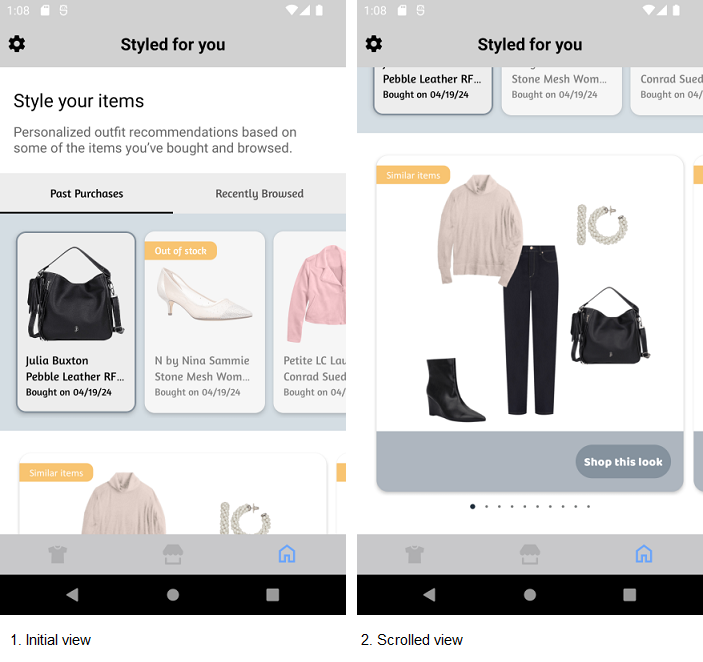 1:08
Styled for you
Style your items
Personalized outfit recommendations based on
some of the items you've bought and browsed.
Past Purchases
Recently Browsed
Julia Buxton
Pebble Leather RF...
Bought on 04/19/24
Out of stock
N by Nina Sammie
Stone Mesh Wom...
Bought on 04/19/24
Petite LC Lau
Conrad Sued
Bought on 04/
Similar items
1. Initial view
1:08
Styled for you
Pebble Leather RF...
Bought on 04/19/24
Stone Mesh Wom...
Bought on 04/19/24
Conrad Sued
Bought on 04/
Similar items
Shop this look
2. Scrolled view